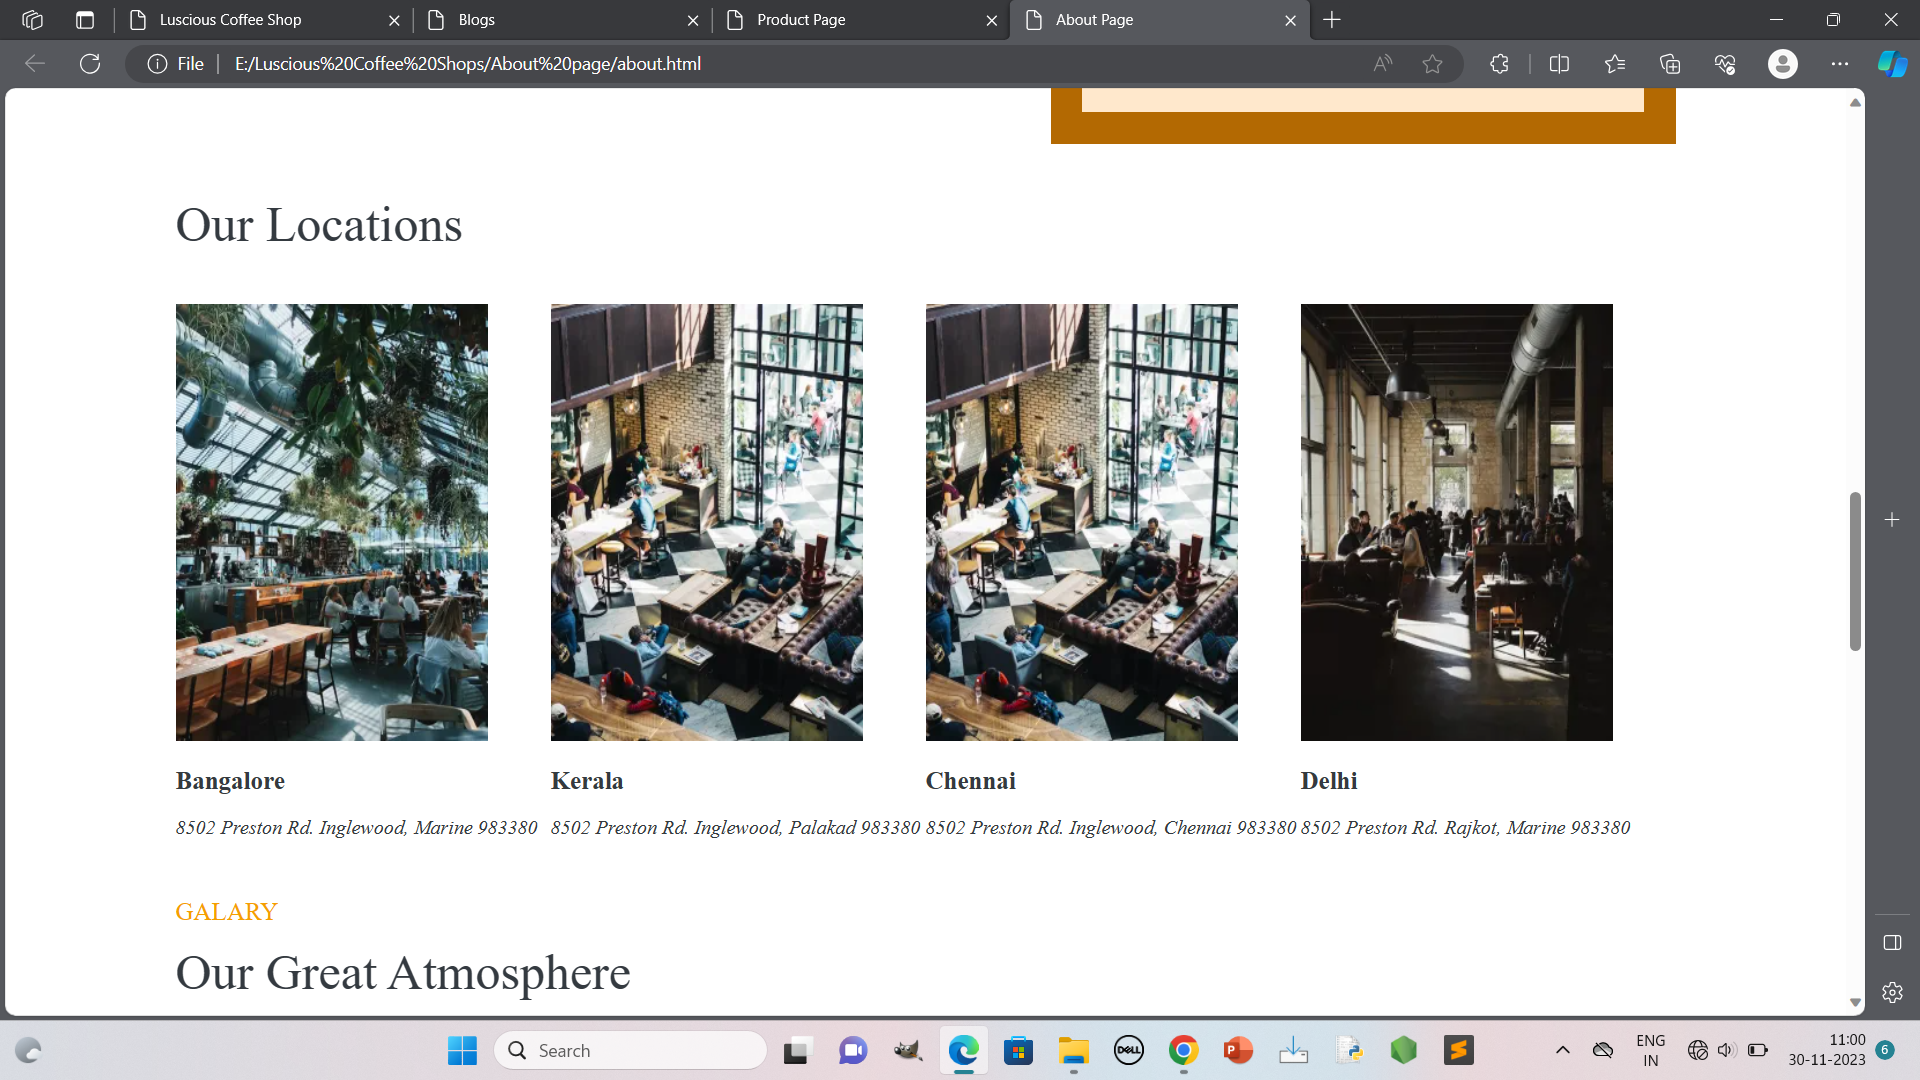 Luscious Coffee Shop
Blogs
Product Page
About Page
File
E:/Luscious%20Coffee%20Shops/About%20page/about.html
Our Locations
Bangalore
Kerala
Chennai
Delhi
8502 Preston Rd. Inglewood, Marine 983380
8502 Preston Rd. Inglewood, Palakad 983380
8502 Preston Rd. Inglewood, Chennai 983380
8502 Preston Rd. Rajkot, Marine 983380
GALARY
Our Great Atmosphere
Search
DELL
P
ENG
IN
11:00
30-11-2023
6